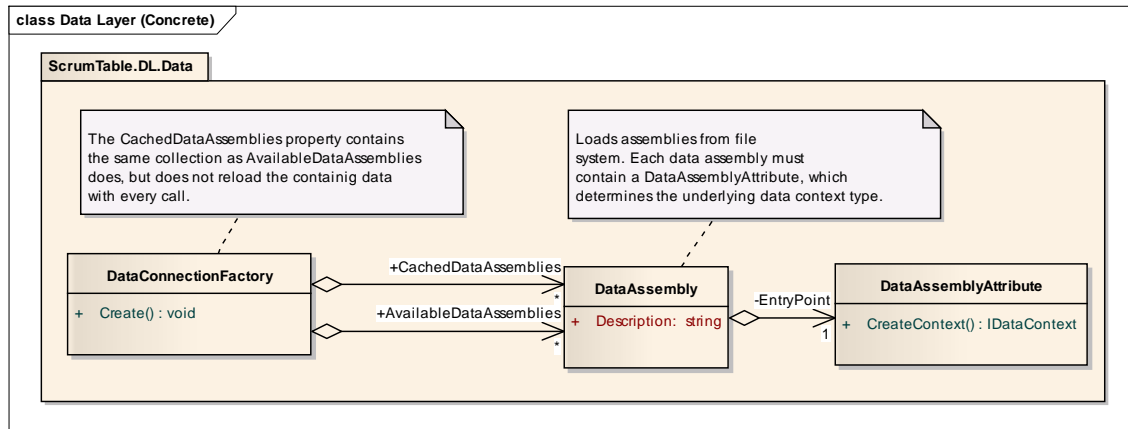 class Data Layer (Concrete)
ScrumTable.DL.Data
The CachedDataAssemblies property contains
the same collection as AvailableDataAssemblies
does, but does not reload the containig data
with every call.
Loads assemblies from file
system. Each data assembly must
contain a DataAssemblyAttribute, which
determines the underlying data context type.
DataConnectionFactory
+ Create() : void
+CachedDataAssemblies
*
+AvailableDataAssemblies
*
DataAssembly
+ Description: string
-EntryPoint
1
DataAssemblyAttribute
+ CreateContext() : IDataContext